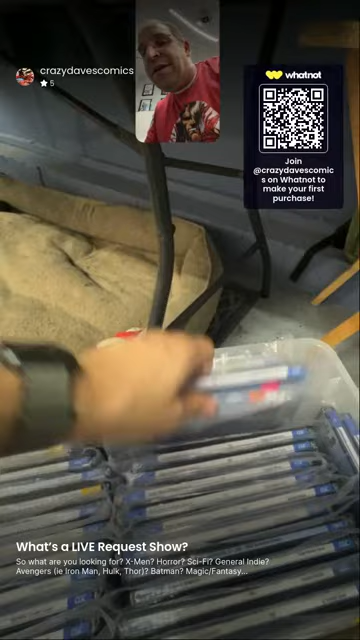 crazydavescomics
★ 5
whatnot
Join
@crazydavescomic
s on Whatnot to
make your first
purchase!
What's a LIVE Request Show?
So what are you looking for? X-Men? Horror? Sci-Fi? General Indie?
Avengers (ie Iron Man, Hulk, Thor)? Batman? Magic/Fantasy...